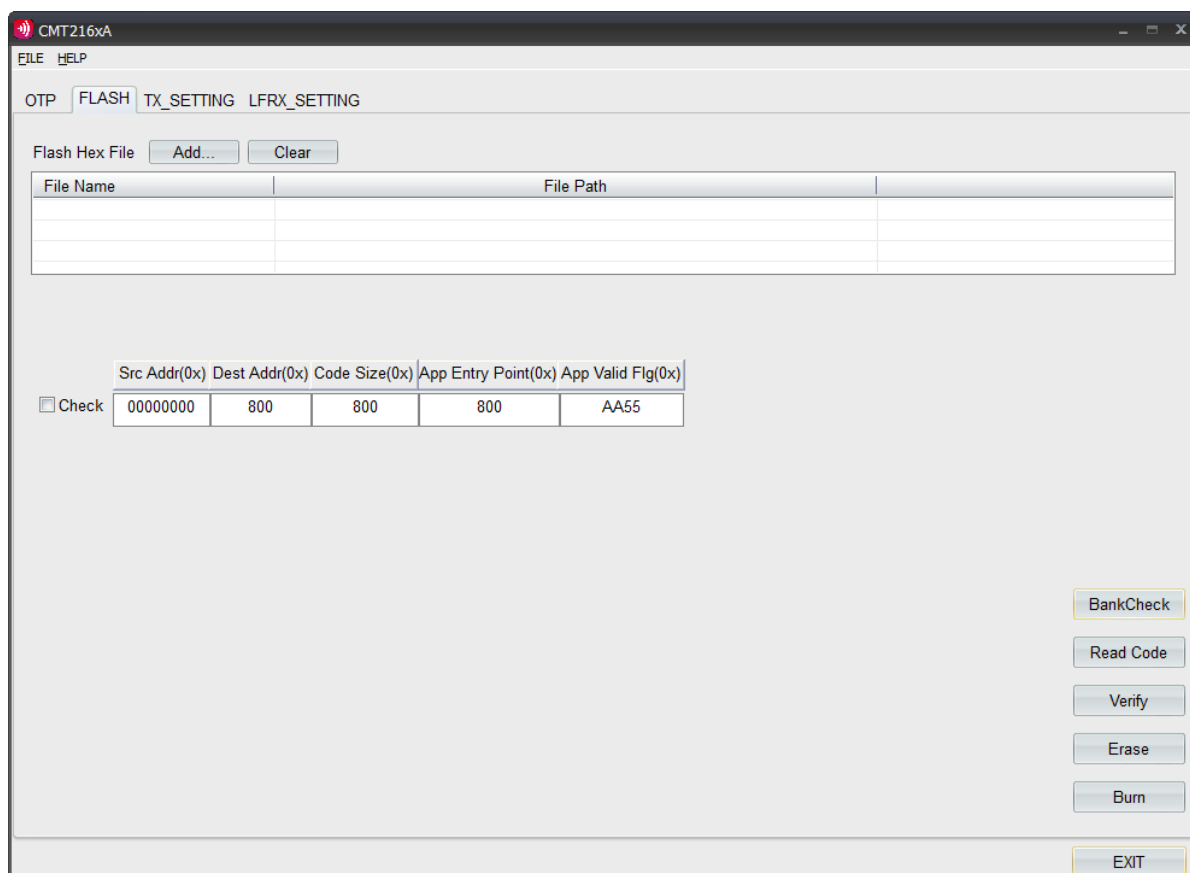 CMT216xA
FILE HELP
OTP FLASH TX_SETTING LFRX_SETTING
Flash Hex File Add... Clear
File Name File Path
Src Addr(0x) Dest Addr(0x) Code Size(0x) App Entry Point(0x) App Valid Flg(0x)
Check 00000000 800 800 800 AA55
BankCheck
Read Code
Verify
Erase
Burn
EXIT